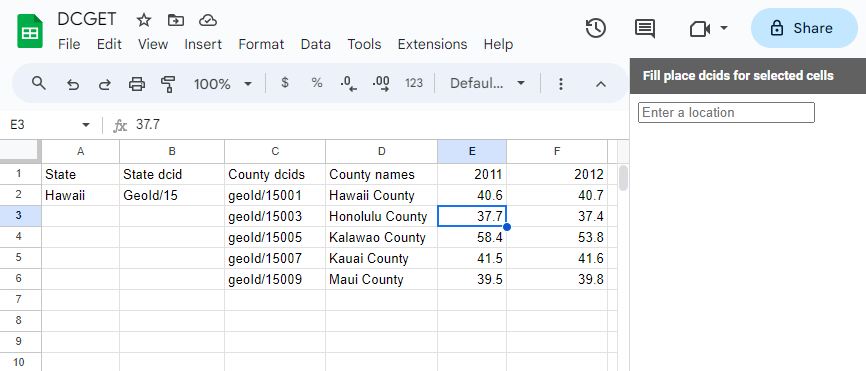 DCGET
File Edit View Insert Format Data Tools Extensions Help
Share
100% $ % .0 .00 123 Defaul...
Fill place dcids for selected cells
Enter a location
E3 fx 37.7
A B C D E F
1 State State dcid County dcids County names 2011 2012
2 Hawaii GeoId/15 geoId/15001 Hawaii County 40.6 40.7
3 geoId/15003 Honolulu County 37.7 37.4
4 geoId/15005 Kalawao County 58.4 53.8
5 geoId/15007 Kauai County 41.5 41.6
6 geoId/15009 Maui County 39.5 39.8
7
8
9
10